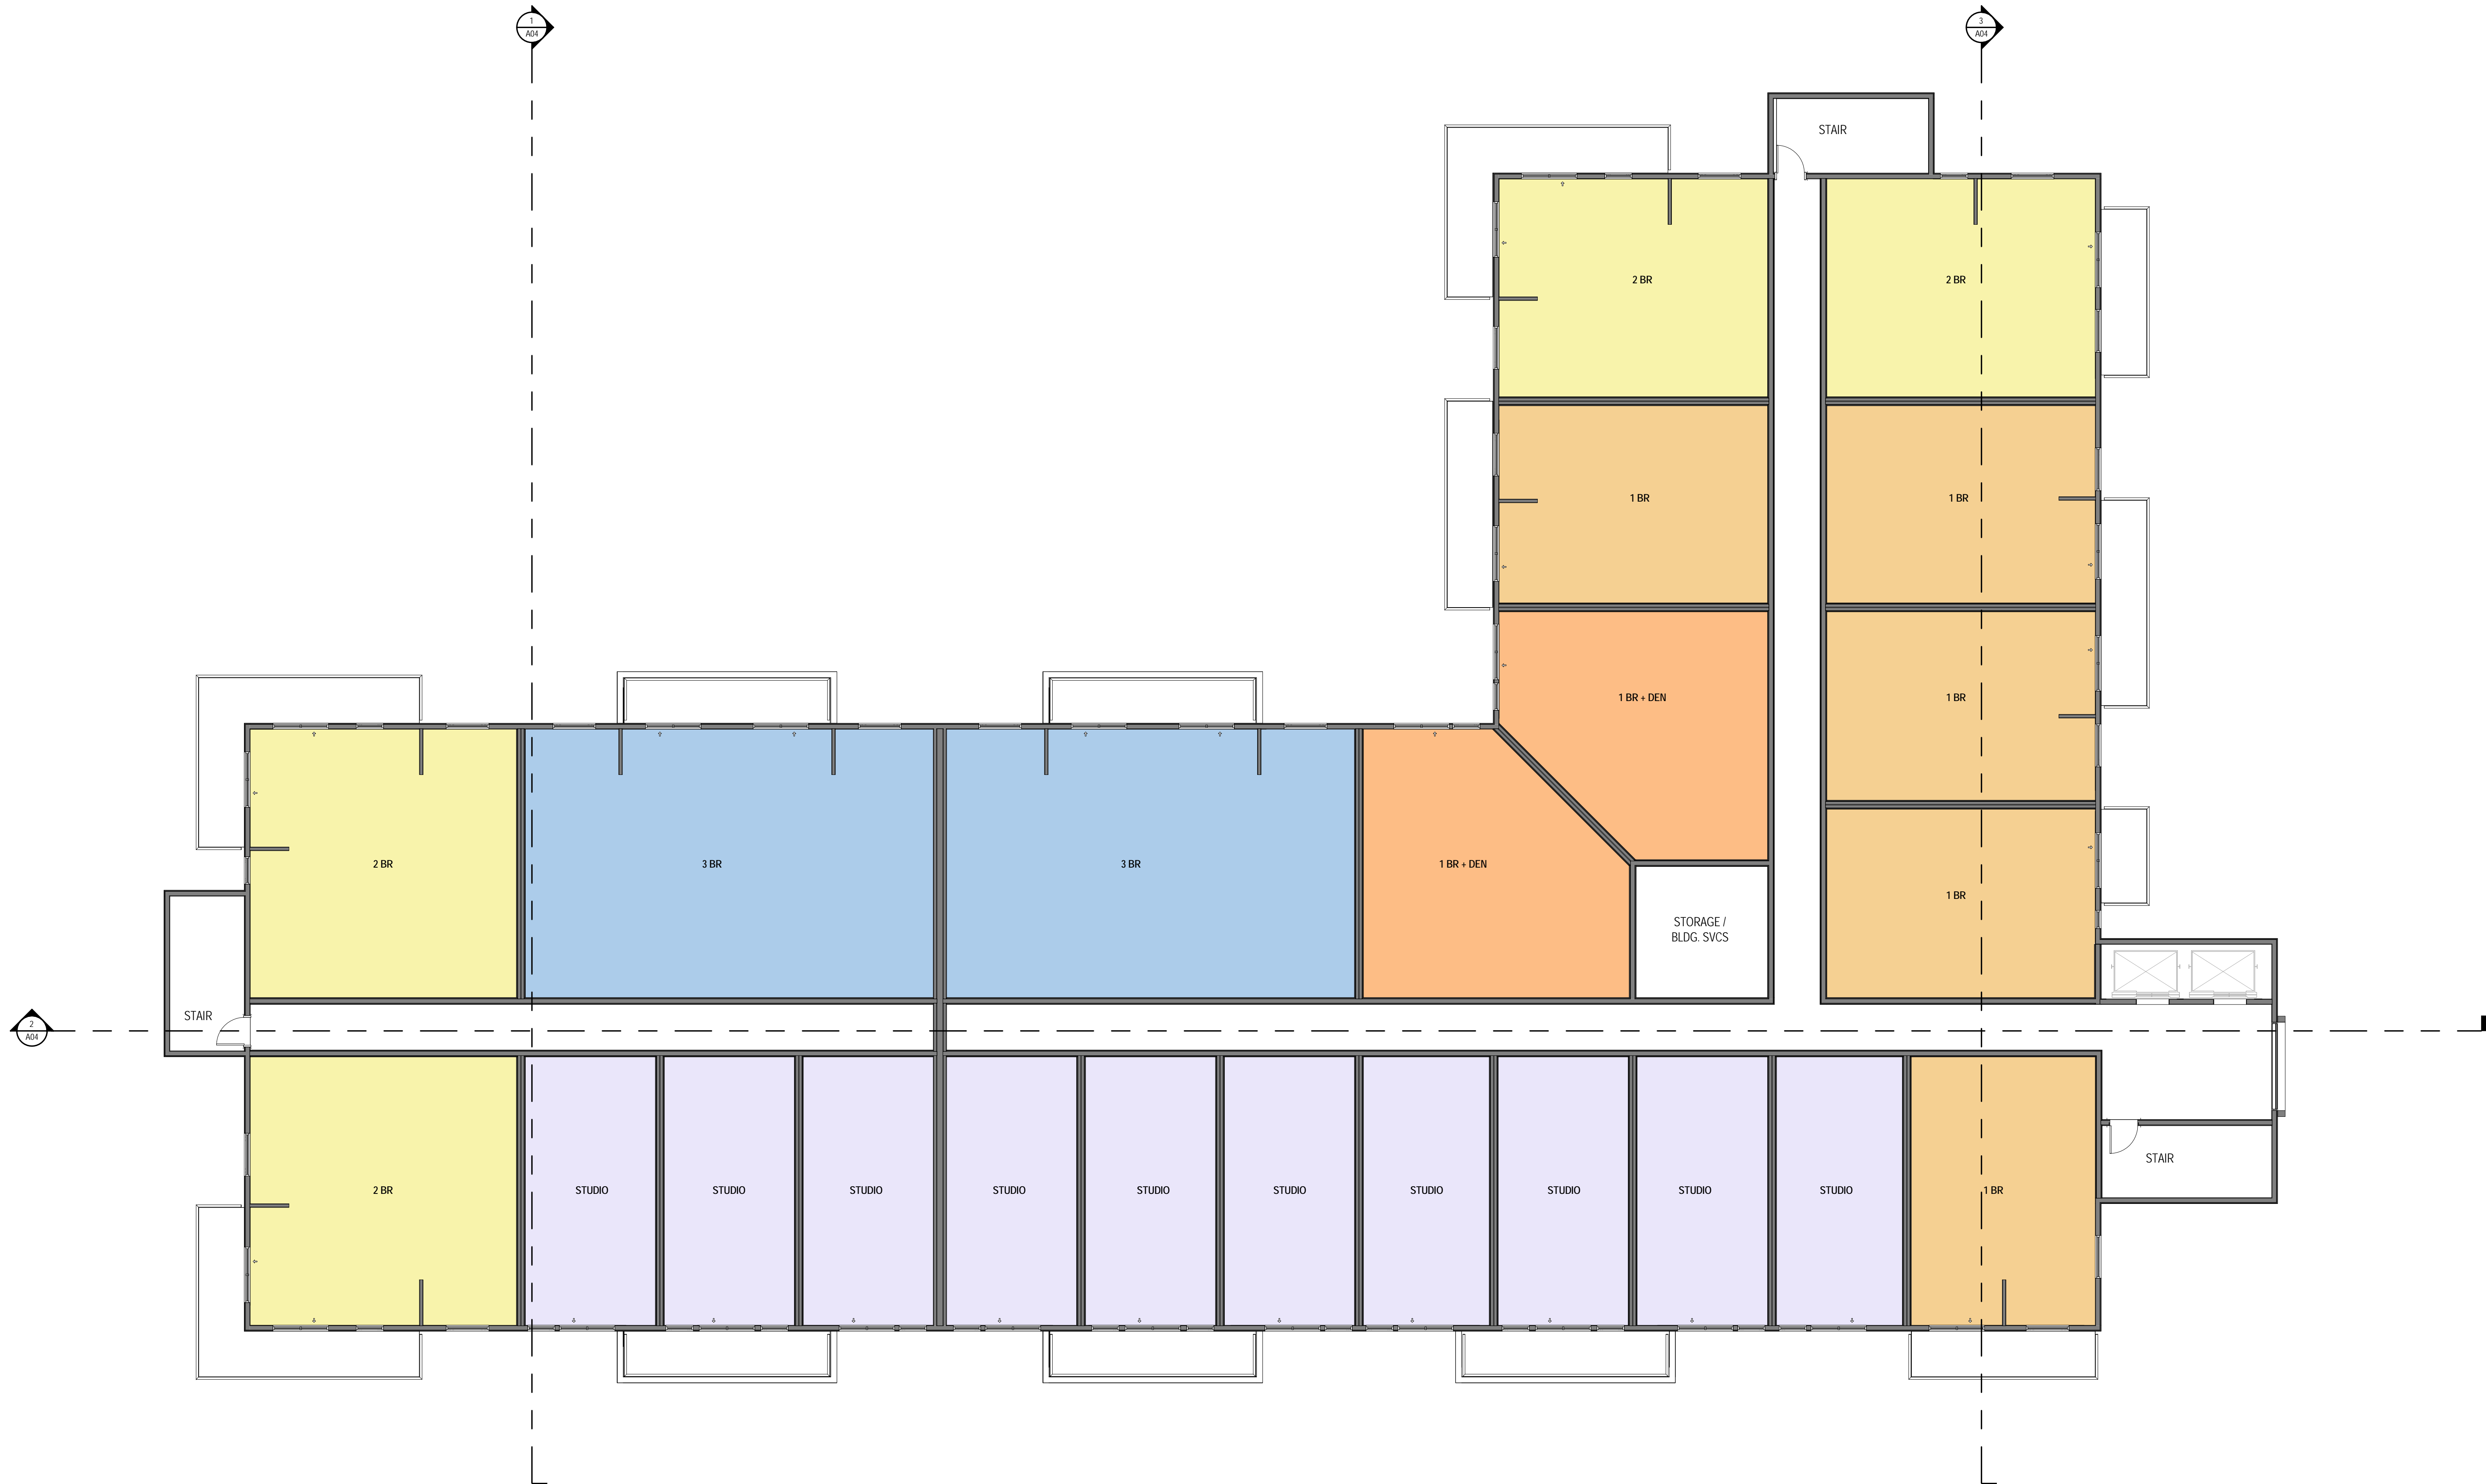 1
A04
3
A04
STAIR
2 BR
2 BR
1 BR
1 BR
1 BR + DEN
1 BR
2 BR
3 BR
3 BR
1 BR + DEN
1 BR
STORAGE /
BLDG. SVCS
STAIR
2
A04
STAIR
2 BR
STUDIO
STUDIO
STUDIO
STUDIO
STUDIO
STUDIO
STUDIO
STUDIO
STUDIO
STUDIO
1 BR